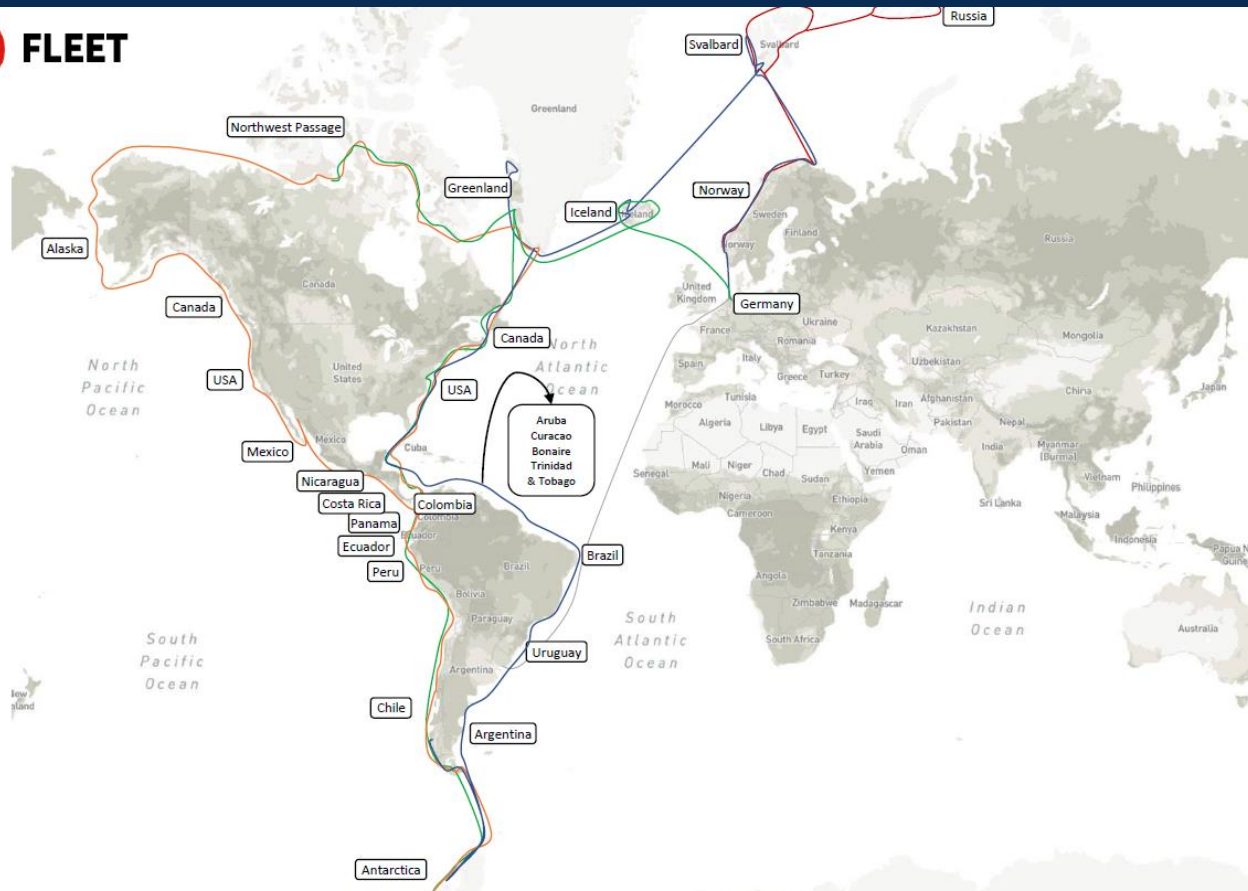 FLEET
Russia
Svalbard
Svalbard
Greenland
Northwest Passage
Greenland
Iceland
Norway
Sweden
Finland
Norway
Russia
Alaska
Canada
Canada
United
Kingdom
Germany
North
Pacific
Ocean
United
States
USA
Canada
North
Atlantic
Ocean
USA
France
Ukraine
Romania
Italy
Spain
Greece
Turkey
Kazakhstan
Mongolia
Uzbekistan
China
Japan
Aruba
Curacao
Bonaire
Trinidad
& Tobago
Morocco
Tunisia
Algeria
Libya
Egypt
Iraq
Iran
Afghanistan
Pakistan
Nepal
Saudi
Arabia
Oman
India
Myanmar
(Burma)
Mexico
Mexico
Cuba
Nicaragua
Costa Rica
Panama
Ecuador
Peru
Colombia
Colombia
Ecuador
Peru
Brazil
Brazil
Senegal
Mali
Niger
Chad
Sudan
Yemen
Nigeria
Cameroon
Ethiopia
Kenya
Tanzania
Sri Lanka
Vietnam
Philippines
Malaysia
Indonesia
Papua N
Guine
Bolivia
Paraguay
Angola
Zimbabwe
Madagascar
South Africa
Indian
Ocean
Australia
South
Pacific
Ocean
South
Atlantic
Ocean
Uruguay
Argentina
Chile
Argentina
Antarctica